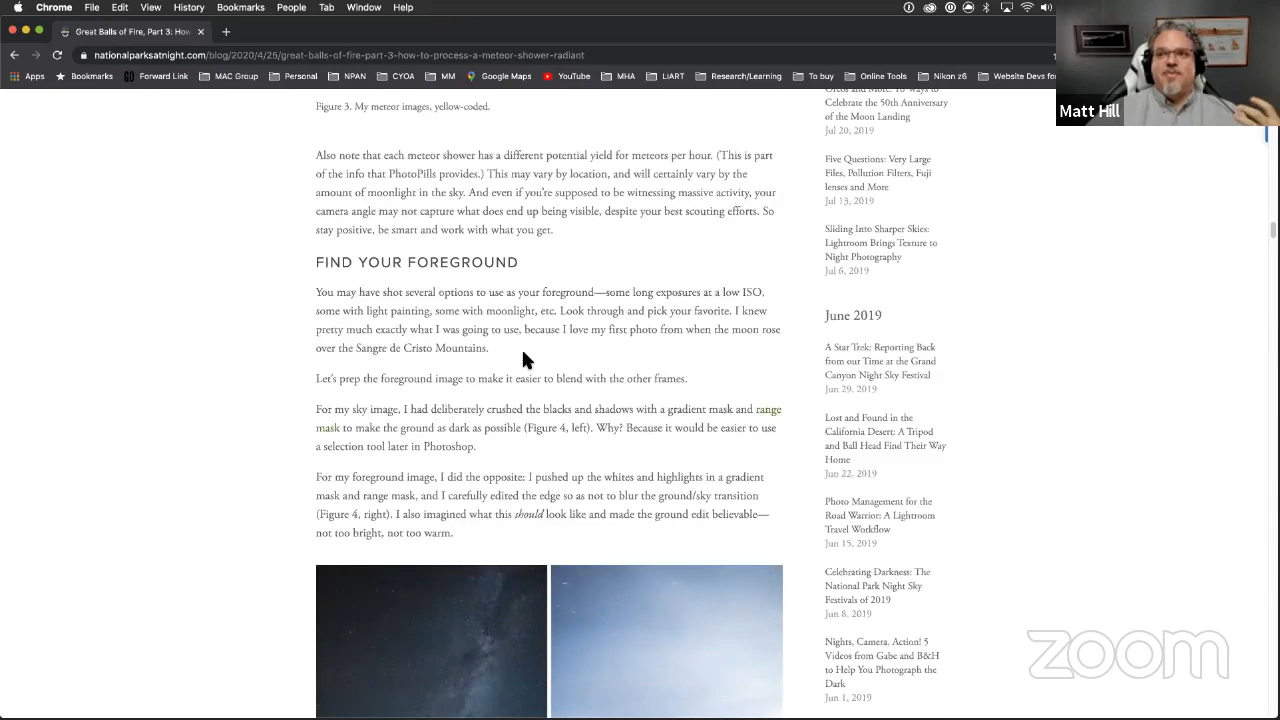 Chrome File Edit View History Bookmarks People Tab Window Help
Great Balls of Fire, Part 3: How
nationalparksatnight.com/blog/2020/4/25/great-balls-of-fire-part-3-how-to-process-a-meteor-shower-radiant
Apps Bookmarks Forward Video MAC Google Personal NPAN CYOA MM Google Maps YouTube MHA LIART Research/Learning To buy Online Tools Nikon z6 Website Devs
Matt Hill
Figure 3. My meteor images, yellow-coded.
Also note that each meteor shower has a different potential yield for meteors per hour. (This is part
of the info that PhotoPills provides.) This may vary by location, and will certainly vary by the
amount of moonlight in the sky. And even if you're supposed to be witnessing massive activity, your
camera angle may not capture what does end up being visible, despite your best scouting efforts. So
stay positive, be smart and work with what you get.
FIND YOUR FOREGROUND
You may have shot several options to use as your foreground—some long exposures at a low ISO,
some with light painting, some with moonlight, etc. Look through and pick your favorite. I knew
pretty much exactly what I was going to use, because I love my first photo from when the moon rose
over the Sangre de Cristo Mountains.
Let's prep the foreground image to make it easier to blend with the other frames.
For my sky image, I had deliberately crushed the blacks and shadows with a gradient mask and range
mask to make the ground as dark as possible (Figure 4, left). Why? Because it would be easier to use
a selection tool later in Photoshop.
For my foreground image, I did the opposite: I pushed up the whites and highlights in a gradient
mask and range mask, and I carefully edited the edge so as not to blur the ground/sky transition
(Figure 4, right). I also imagined what this should look like and made the ground edit believable—
not too bright, not too warm.
Celebrate the 50th Anniversary
of the Moon Landing
Jul 20, 2019
Five Questions: Very Large
Files, Pollution Filters, Fuji
lenses and More
Jul 13, 2019
Sliding Into Sharper Skies:
Lightroom Brings Texture to
Night Photography
Jul 6, 2019
June 2019
A Star Trek: Reporting Back
from our Time at the Grand
Canyon Night Sky Festival
Jun 29, 2019
Lost and Found in the
California Desert: A Tripod
and Ball Head Find Their Way
Home
Jun 22, 2019
Photo Management for the
Road Warrior: A Lightroom
Travel Workflow
Jun 15, 2019
Celebrating Darkness: The
National Park Night Sky
Festivals of 2019
Jun 8, 2019
Nights, Camera, Action! 5
Videos from Gabe and B&H
to Help You Photograph the
Dark
Jun 1, 2019
zoom